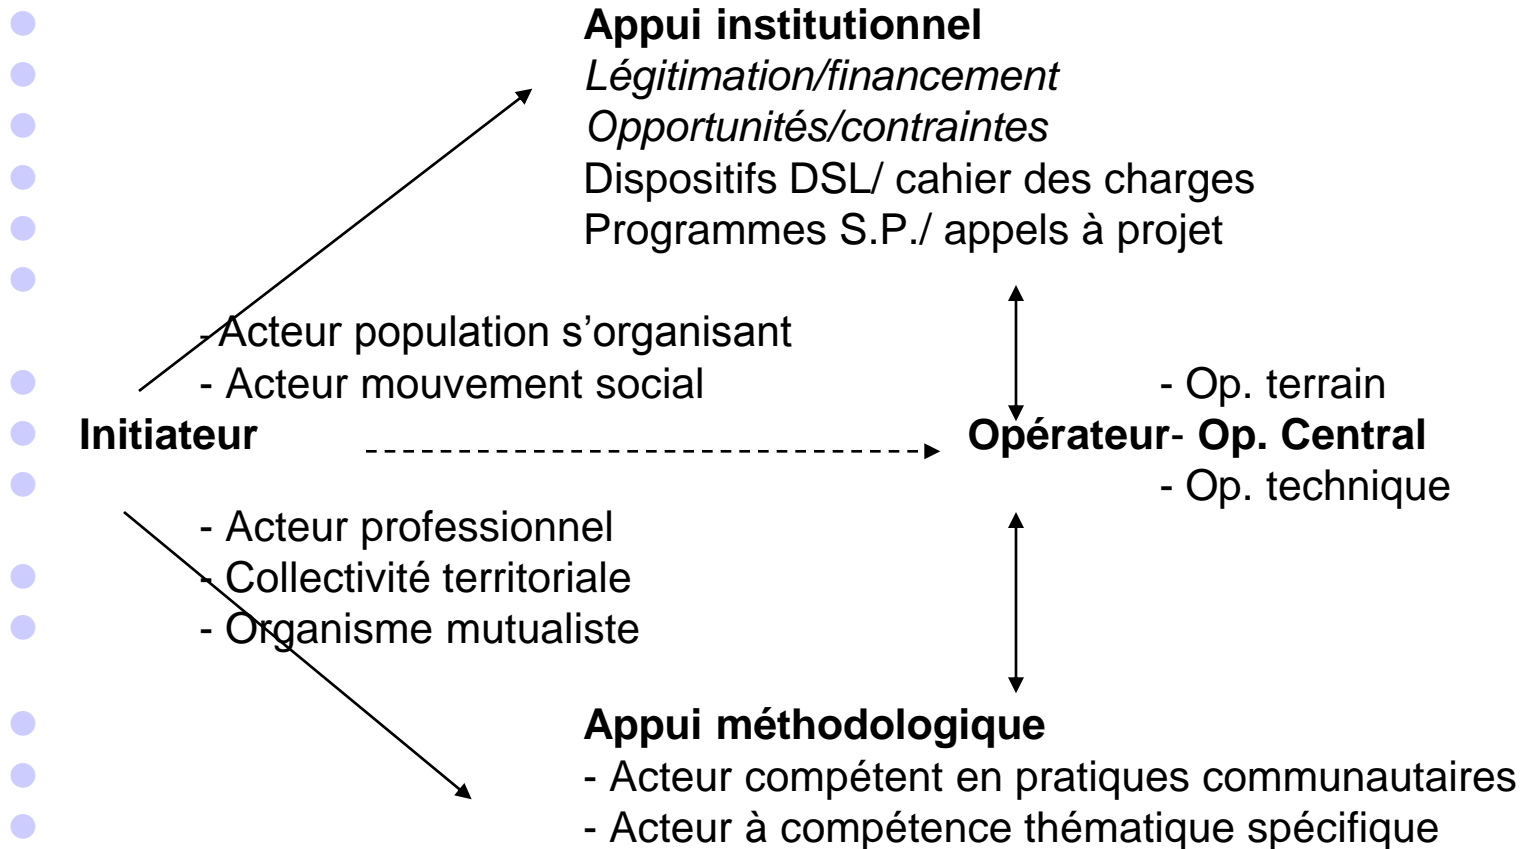 Appui institutionnel
Légitimation/financement
Opportunités/contraintes
Dispositifs DSL/ cahier des charges
Programmes S.P./ appels à projet
- Acteur population s’organisant
- Acteur mouvement social - Op. terrain
Initiateur Opérateur- Op. Central
- Op. technique
- Acteur professionnel
- Collectivité territoriale
- Organisme mutualiste
Appui méthodologique
- Acteur compétent en pratiques communautaires
- Acteur à compétence thématique spécifique